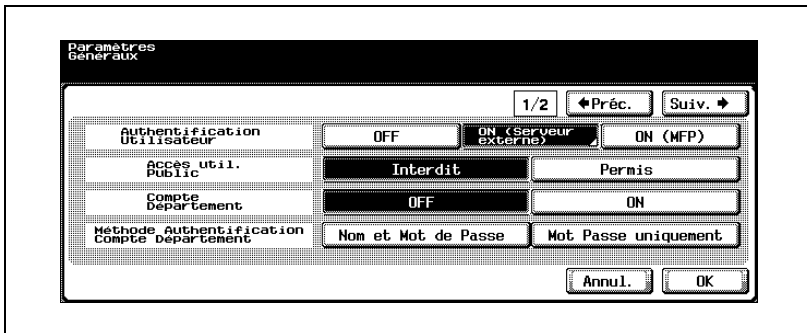 Paramètres
Généraux
1/2 ←Préc. Suiv. →
Authentification
Utilisateur
OFF
ON (Serveur
externe)
ON (MFP)
Accès util.
Public
Interdit
Permis
Compte
Département
OFF
ON
Méthode Authentification
Compte Département
Nom et Mot de Passe
Mot Passe uniquement
Annul.
OK